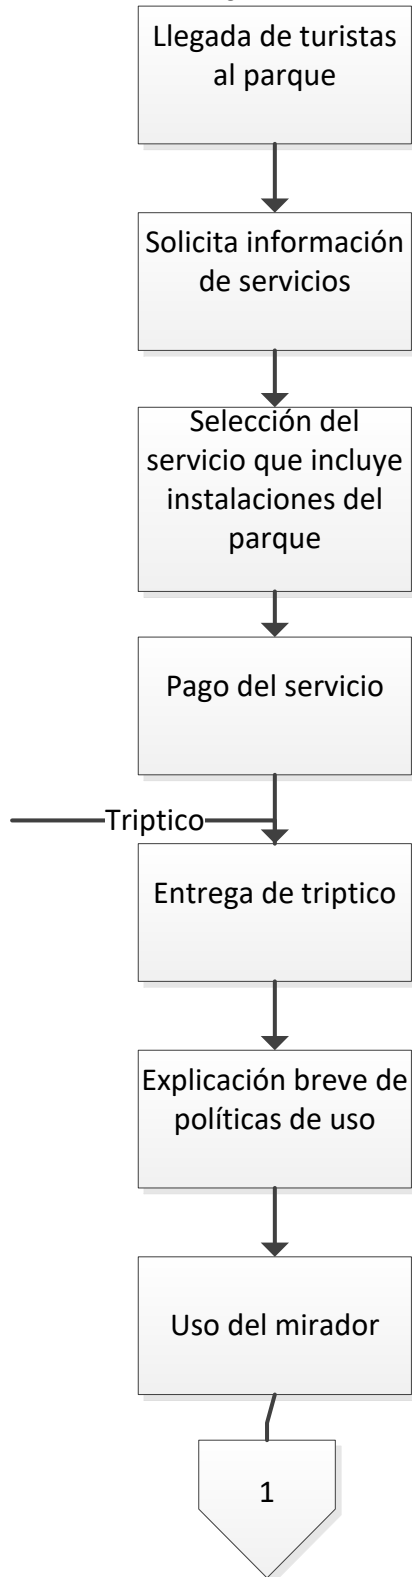 Llegada de turistas
al parque
Solicita información
de servicios
Selección del
servicio que incluye
instalaciones del
parque
Pago del servicio
Triptico
Entrega de triptico
Explicación breve de
políticas de uso
Uso del mirador
1